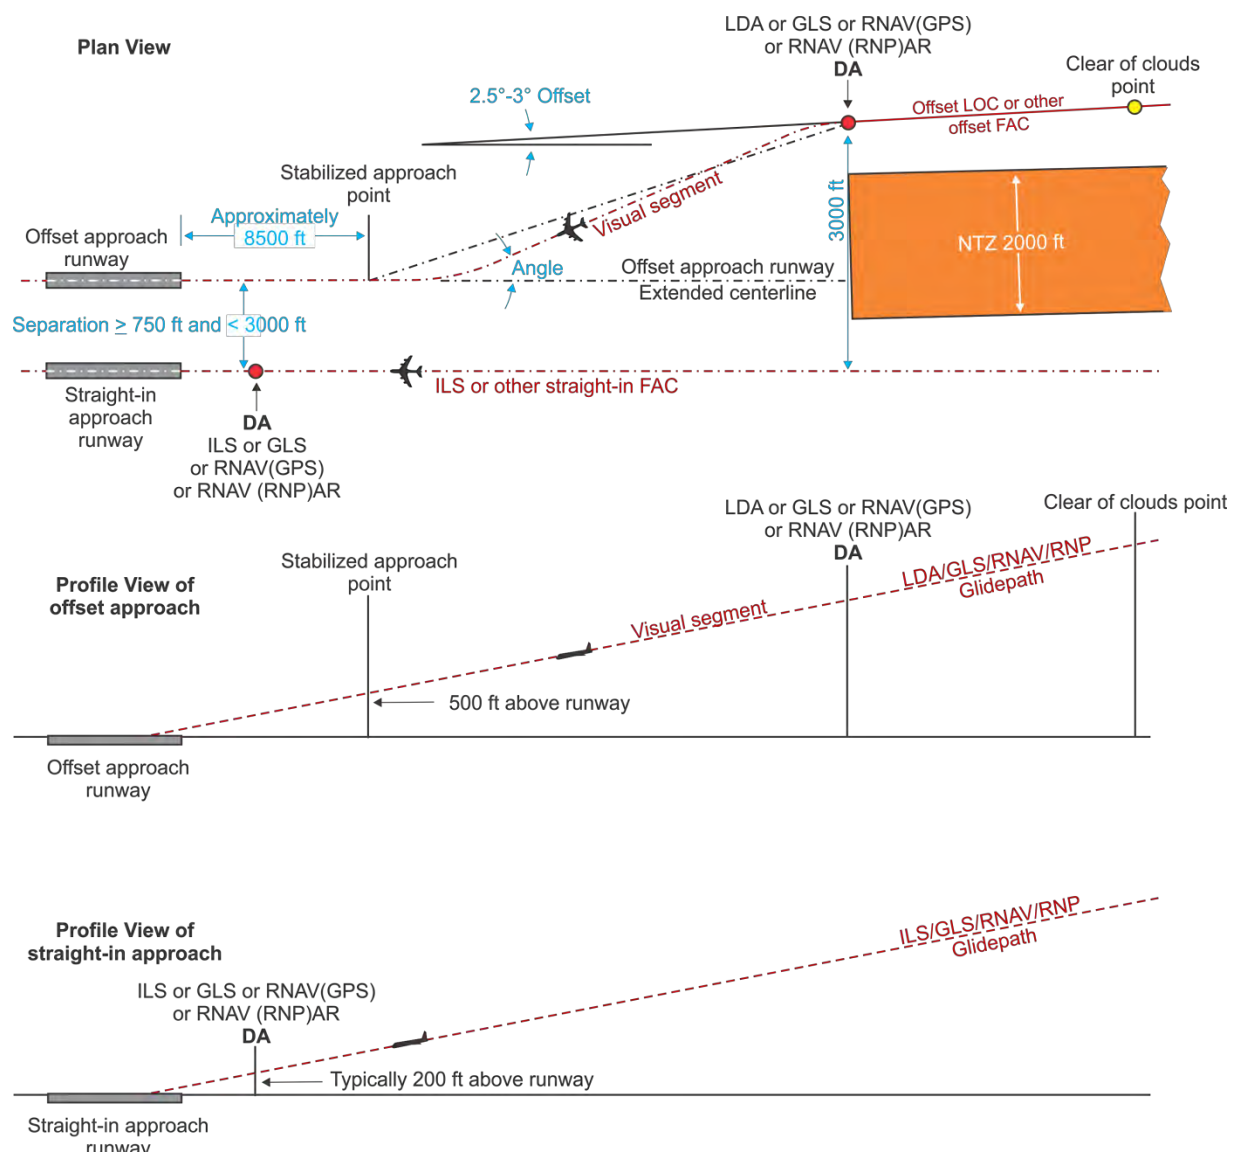 Plan View
LDA or GLS or RNAV(GPS)
or RNAV (RNP)AR
DA
Clear of clouds
point
2.5°-3° Offset
Offset LOC or other
offset FAC
Stabilized approach
point
Approximately
8500 ft
Offset approach
runway
Visual segment
3000 ft
NTZ 2000 ft
Angle
Offset approach runway
Extended centerline
Separation ≥ 750 ft and < 3000 ft
ILS or other straight-in FAC
Straight-in
approach
runway
DA
ILS or GLS
or RNAV(GPS)
or RNAV (RNP)AR
LDA or GLS or RNAV(GPS)
or RNAV (RNP)AR
DA
Clear of clouds point
Stabilized approach
point
Profile View of
offset approach
LDA/GLS/RNAV/RNP
Glidepath
Visual segment
500 ft above runway
Offset approach
runway
Profile View of
straight-in approach
ILS/GLS/RNAV/RNP
Glidepath
ILS or GLS or RNAV(GPS)
or RNAV (RNP)AR
DA
Typically 200 ft above runway
Straight-in approach
runway